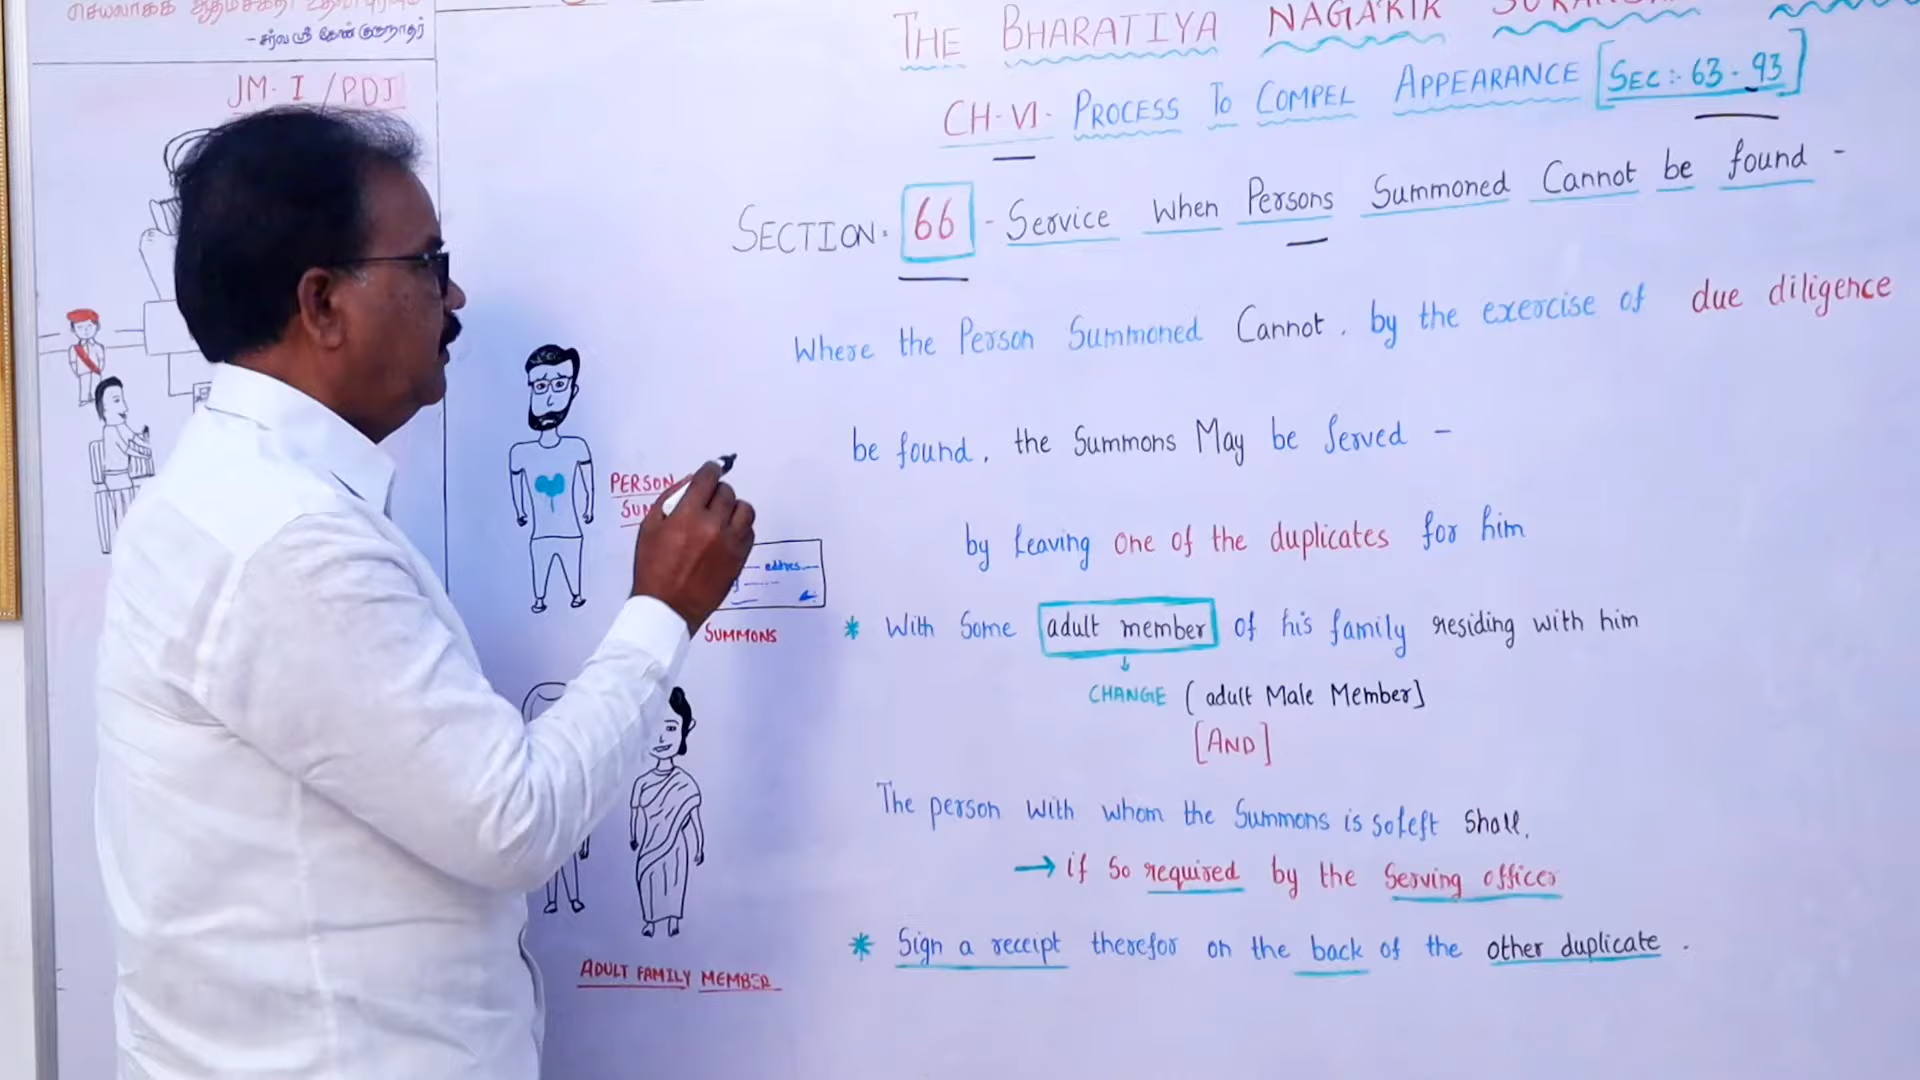 - சர்வ ஸ்ரீ தேண் குருநாதர்
JM-I / PDJ
THE BHARATIYA NAGARIK
CH-VI- PROCESS TO COMPEL APPEARANCE [SEC:- 63-93]
SECTION: 66 - Service When Persons Summoned Cannot be found -
Where the Person Summoned Cannot, by the exercise of due diligence
be found, the Summons May be Served -
by leaving one of the duplicates for him
* With Some adult member of his family residing with him
↓
CHANGE (adult Male Member]
[AND]
The person with whom the Summons is so left shall,
→ if so required by the Serving officer
* Sign a receipt therefor on the back of the other duplicate.
PERSON
address
SUMMONS
ADULT FAMILY MEMBER